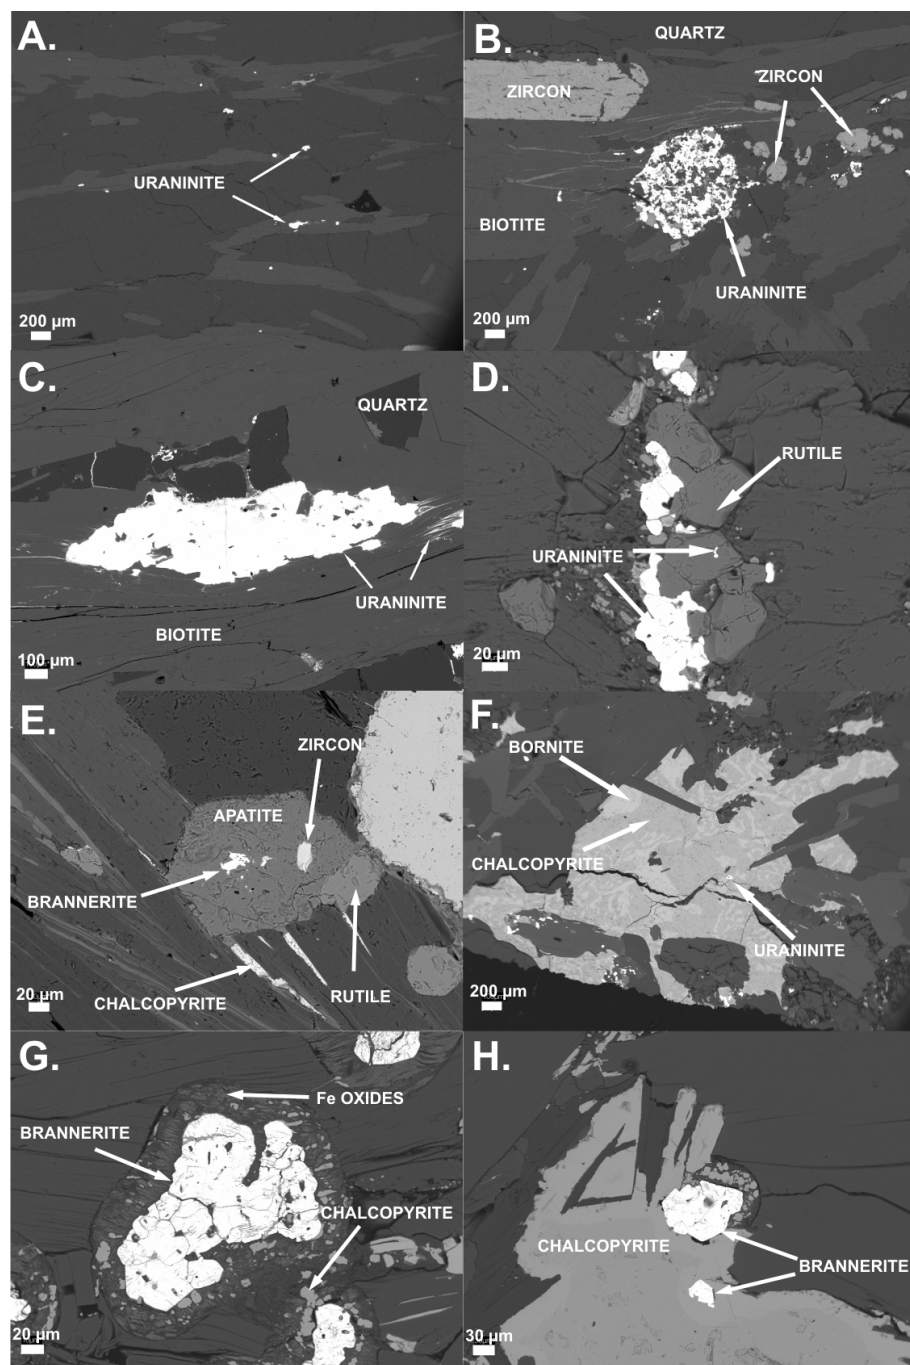 A.
URANINITE
200 µm
B.
QUARTZ
ZIRCON
ZIRCON
BIOTITE
URANINITE
200 µm
C.
QUARTZ
URANINITE
BIOTITE
100 µm
D.
RUTILE
URANINITE
20 µm
E.
ZIRCON
APATITE
BRANNERITE
CHALCOPYRITE
RUTILE
20 µm
F.
BORNITE
CHALCOPYRITE
URANINITE
200 µm
G.
Fe OXIDES
BRANNERITE
CHALCOPYRITE
20 µm
H.
CHALCOPYRITE
BRANNERITE
30 µm